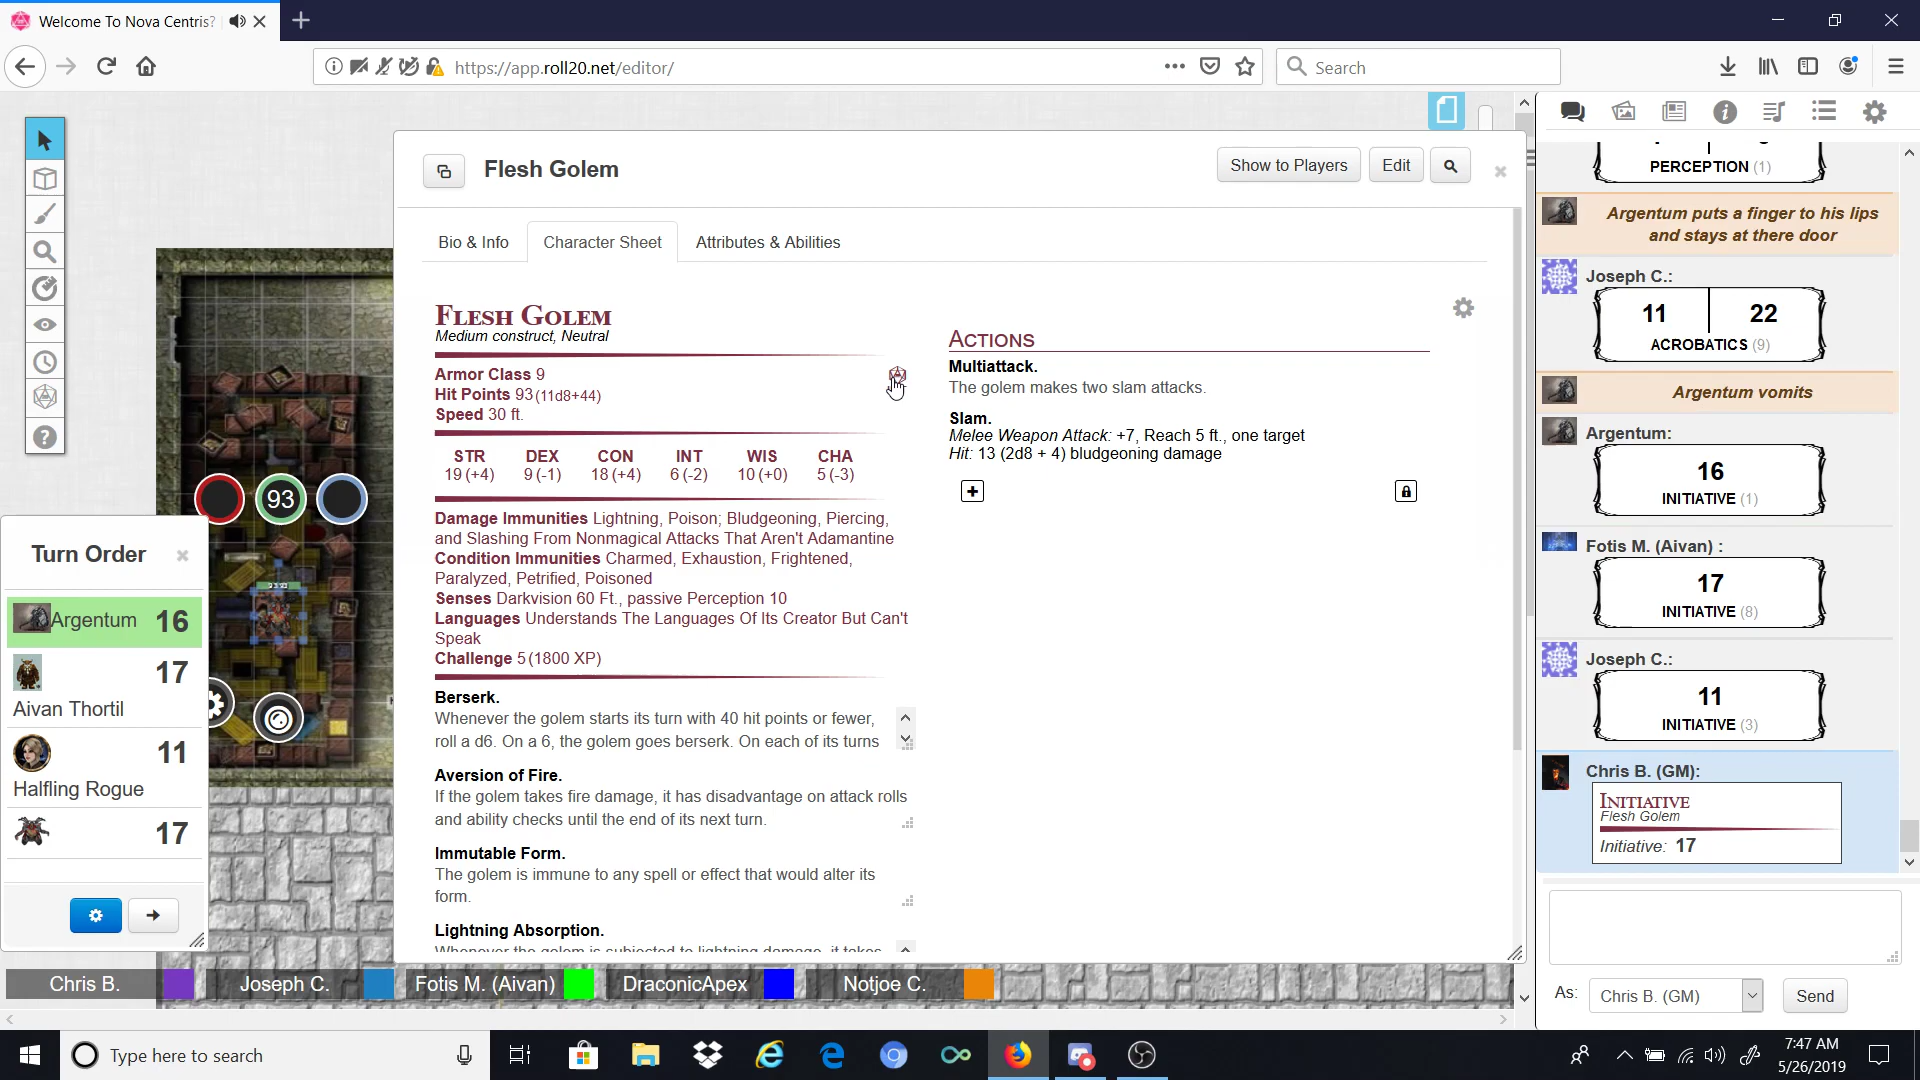 Welcome To Nova Centris?
https://app.roll20.net/editor/
Search
Flesh Golem
Show to Players
Edit
Bio & Info
Character Sheet
Attributes & Abilities
FLESH GOLEM
Medium construct, Neutral
Armor Class 9
Hit Points 93 (11d8+44)
Speed 30 ft.
STR DEX CON INT WIS CHA
19 (+4) 9 (-1) 18 (+4) 6 (-2) 10 (+0) 5 (-3)
Damage Immunities Lightning, Poison; Bludgeoning, Piercing,
and Slashing From Nonmagical Attacks That Aren't Adamantine
Condition Immunities Charmed, Exhaustion, Frightened,
Paralyzed, Petrified, Poisoned
Senses Darkvision 60 Ft., passive Perception 10
Languages Understands The Languages Of Its Creator But Can't
Speak
Challenge 5 (1800 XP)
Berserk.
Whenever the golem starts its turn with 40 hit points or fewer,
roll a d6. On a 6, the golem goes berserk. On each of its turns
Aversion of Fire.
If the golem takes fire damage, it has disadvantage on attack rolls
and ability checks until the end of its next turn.
Immutable Form.
The golem is immune to any spell or effect that would alter its
form.
Lightning Absorption.
Whenever the golem is subjected to lightning damage, it takes
ACTIONS
Multiattack.
The golem makes two slam attacks.
Slam.
Melee Weapon Attack: +7, Reach 5 ft., one target
Hit: 13 (2d8 + 4) bludgeoning damage
93
Turn Order
Argentum 16
17
Aivan Thortil
11
Halfling Rogue
17
Chris B.
Joseph C.
Fotis M. (Aivan)
DraconicApex
Notjoe C.
PERCEPTION (1)
Argentum puts a finger to his lips
and stays at there door
Joseph C.:
11 22
ACROBATICS (9)
Argentum vomits
Argentum:
16
INITIATIVE (1)
Fotis M. (Aivan) :
17
INITIATIVE (8)
Joseph C.:
11
INITIATIVE (3)
Chris B. (GM):
INITIATIVE
Flesh Golem
Initiative: 17
As: Chris B. (GM)
Send
Type here to search
7:47 AM
5/26/2019